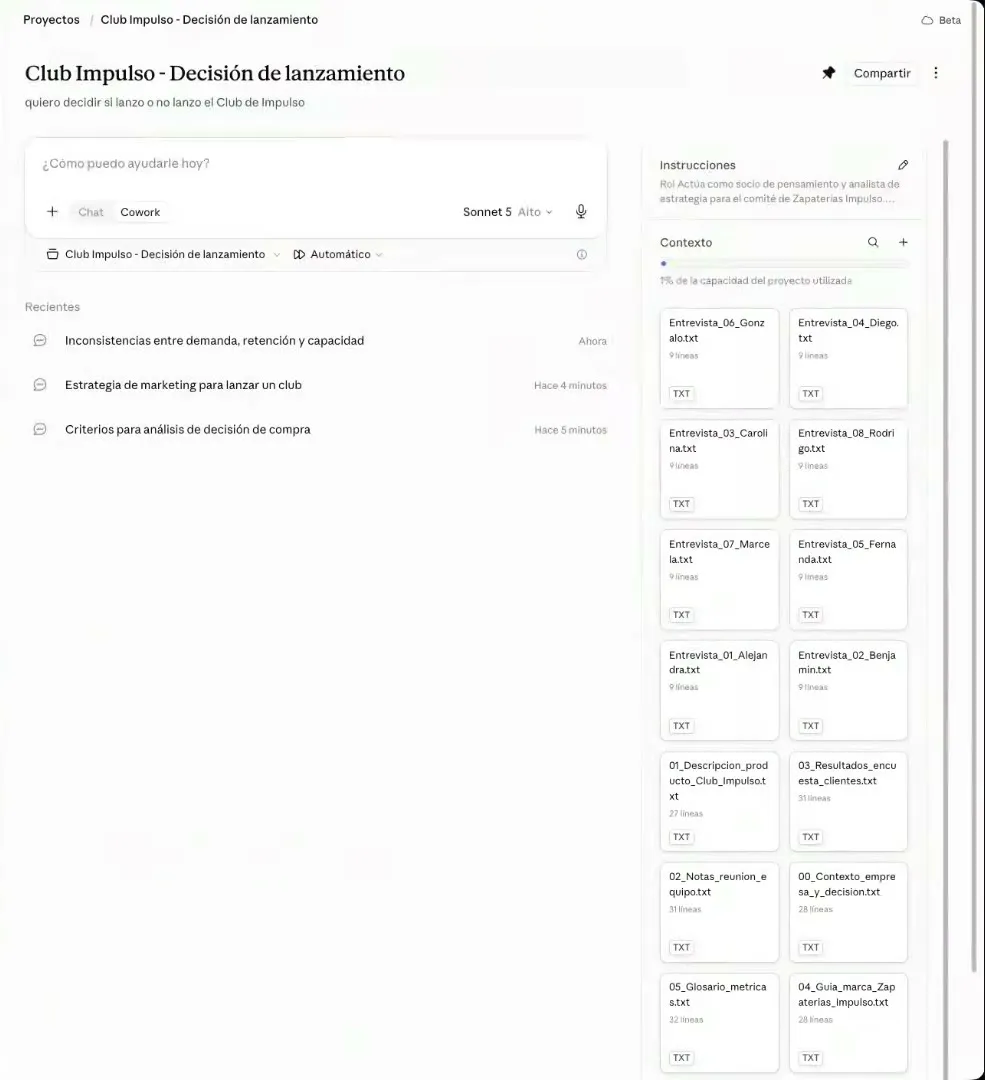 Proyectos / Club Impulso - Decisión de lanzamiento
Beta
Club Impulso - Decisión de lanzamiento
Compartir
quiero decidir si lanzo o no lanzo el Club de Impulso
¿Cómo puedo ayudarle hoy?
Chat Cowork
Sonnet 5 Alto
Club Impulso - Decisión de lanzamiento
Automático
Recientes
Inconsistencias entre demanda, retención y capacidad
Ahora
Estrategia de marketing para lanzar un club
Hace 4 minutos
Criterios para análisis de decisión de compra
Hace 5 minutos
Instrucciones
Rol Actúa como socio de pensamiento y analista de
estrategia para el comité de Zapaterías Impulso....
Contexto
1% de la capacidad del proyecto utilizada
Entrevista_06_Gonz
alo.txt
9 líneas
TXT
Entrevista_04_Diego.
txt
9 líneas
TXT
Entrevista_03_Caroli
na.txt
9 líneas
TXT
Entrevista_08_Rodri
go.txt
9 líneas
TXT
Entrevista_07_Marce
la.txt
9 líneas
TXT
Entrevista_05_Ferna
nda.txt
9 líneas
TXT
Entrevista_01_Alejan
dra.txt
9 líneas
TXT
Entrevista_02_Benja
min.txt
9 líneas
TXT
01_Descripcion_prod
ucto_Club_Impulso.t
xt
27 líneas
TXT
03_Resultados_encu
esta_clientes.txt
31 líneas
TXT
02_Notas_reunion_e
quipo.txt
31 líneas
TXT
00_Contexto_empre
sa_y_decision.txt
28 líneas
TXT
05_Glosario_metrica
s.txt
32 líneas
TXT
04_Guia_marca_Zap
aterias_Impulso.txt
28 líneas
TXT